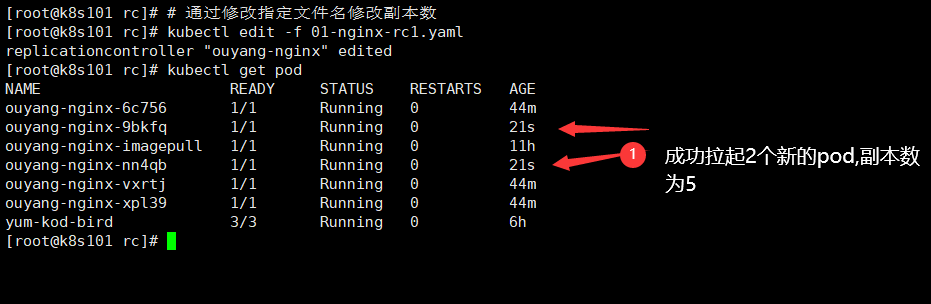 [root@k8s101 rc]# # 通过修改指定文件名修改副本数
[root@k8s101 rc]# kubectl edit -f 01-nginx-rc1.yaml
replicationcontroller "ouyang-nginx" edited
[root@k8s101 rc]# kubectl get pod
NAME READY STATUS RESTARTS AGE
ouyang-nginx-6c756 1/1 Running 0 44m
ouyang-nginx-9bkfq 1/1 Running 0 21s
ouyang-nginx-imagepull 1/1 Running 0 11h
ouyang-nginx-nn4qb 1/1 Running 0 21s
ouyang-nginx-vxrtj 1/1 Running 0 44m
ouyang-nginx-xpl39 1/1 Running 0 44m
yum-kod-bird 3/3 Running 0 6h
[root@k8s101 rc]#
1
成功拉起2个新的pod,副本数
为5